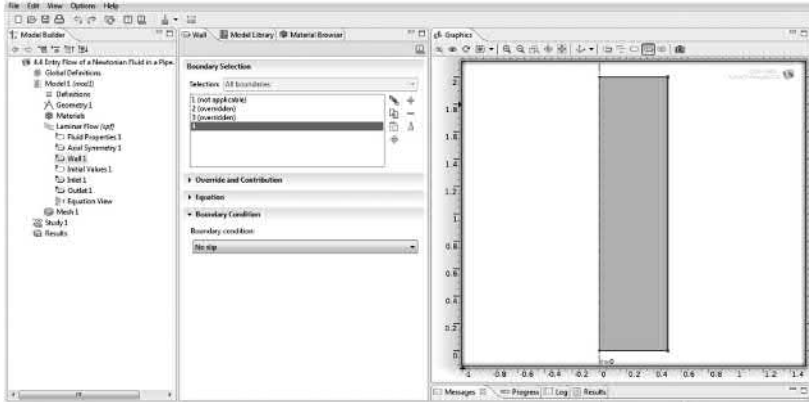 File Edit View Options Help
Model Builder
4.4 Entry Flow of a Newtonian Fluid in a Pipe.
Global Definitions
Model 1 (mod1)
Definitions
Geometry 1
Materials
Laminar Flow (spf)
Fluid Properties 1
Axial Symmetry 1
Wall 1
Initial Values 1
Inlet 1
Outlet 1
Equation View
Mesh 1
Study 1
Results
Wall Model Library Material Browser
Boundary Selection
Selection: All boundaries
1 (not applicable)
2 (overridden)
3 (overridden)
4
Override and Contribution
Equation
Boundary Condition
Boundary condition:
No slip
Graphics
2
1.8
1.6
1.4
1.2
1
0.8
0.6
0.4
0.2
0
r=0
-1 -0.8 -0.6 -0.4 -0.2 0 0.2 0.4 0.6 0.8 1 1.2 1.4
Messages Progress Log Results